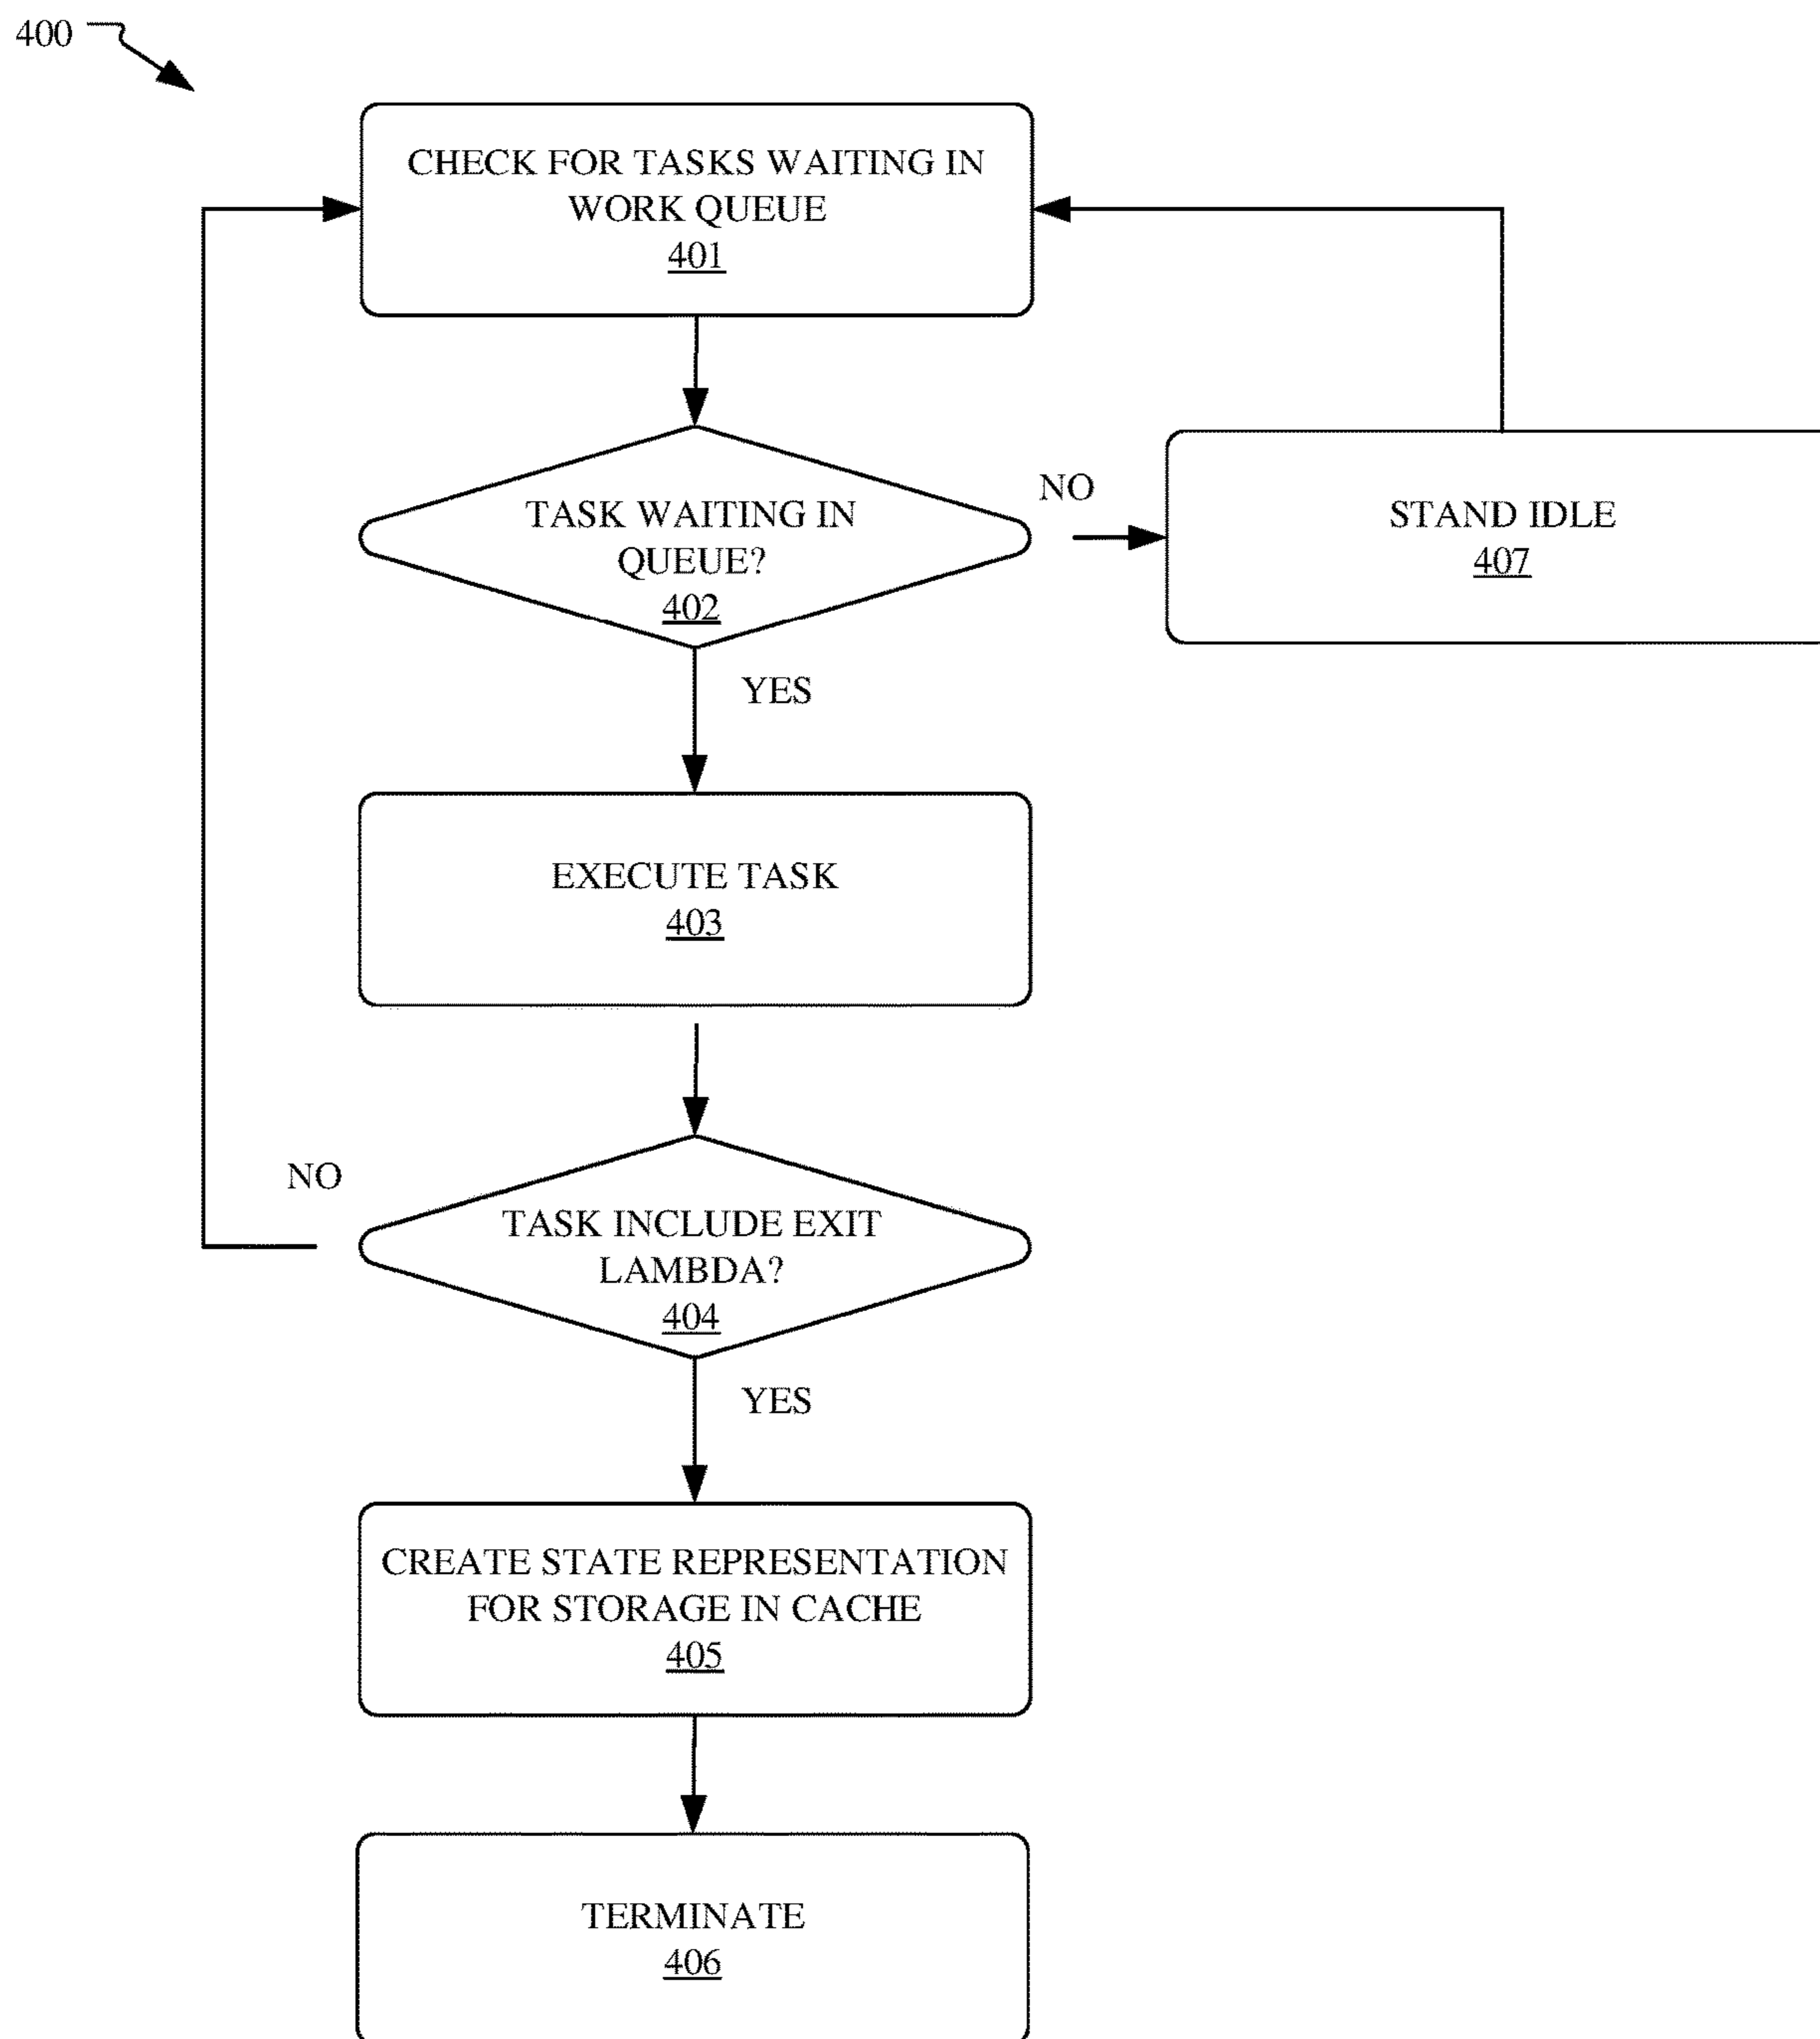 400
CHECK FOR TASKS WAITING IN
WORK QUEUE
401
TASK WAITING IN
QUEUE?
402
NO
STAND IDLE
407
YES
EXECUTE TASK
403
NO
TASK INCLUDE EXIT
LAMBDA?
404
YES
CREATE STATE REPRESENTATION
FOR STORAGE IN CACHE
405
TERMINATE
406